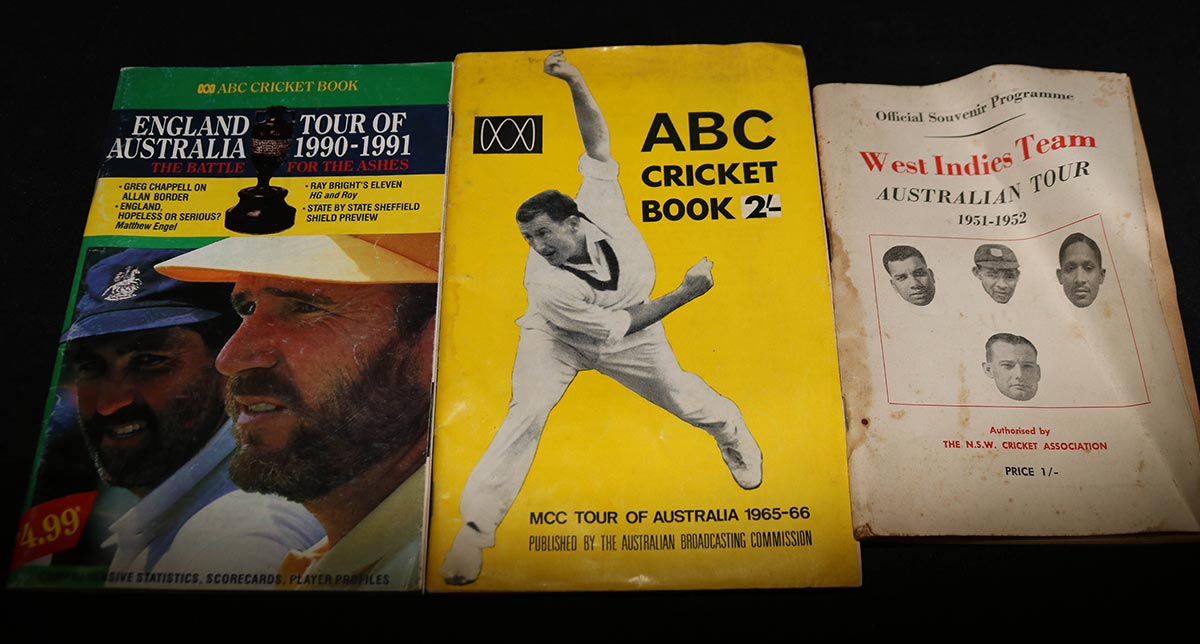 ABC CRICKET BOOK
ENGLAND TOUR OF
AUSTRALIA 1990-1991
THE BATTLE FOR THE ASHES
• GREG CHAPPELL ON
ALLAN BORDER
• ENGLAND,
HOPELESS OR SERIOUS?
Matthew Engel
• RAY BRIGHT'S ELEVEN
HG and Roy
• STATE BY STATE SHEFFIELD
SHIELD PREVIEW
4.99*
STATISTICS, SCORECARDS, PLAYER PROFILES
ABC
CRICKET
BOOK 2/-
MCC TOUR OF AUSTRALIA 1965-66
PUBLISHED BY THE AUSTRALIAN BROADCASTING COMMISSION
Official Souvenir Programme
West Indies Team
AUSTRALIAN TOUR
1951-1952
Authorised by
THE N.S.W. CRICKET ASSOCIATION
PRICE 1/-